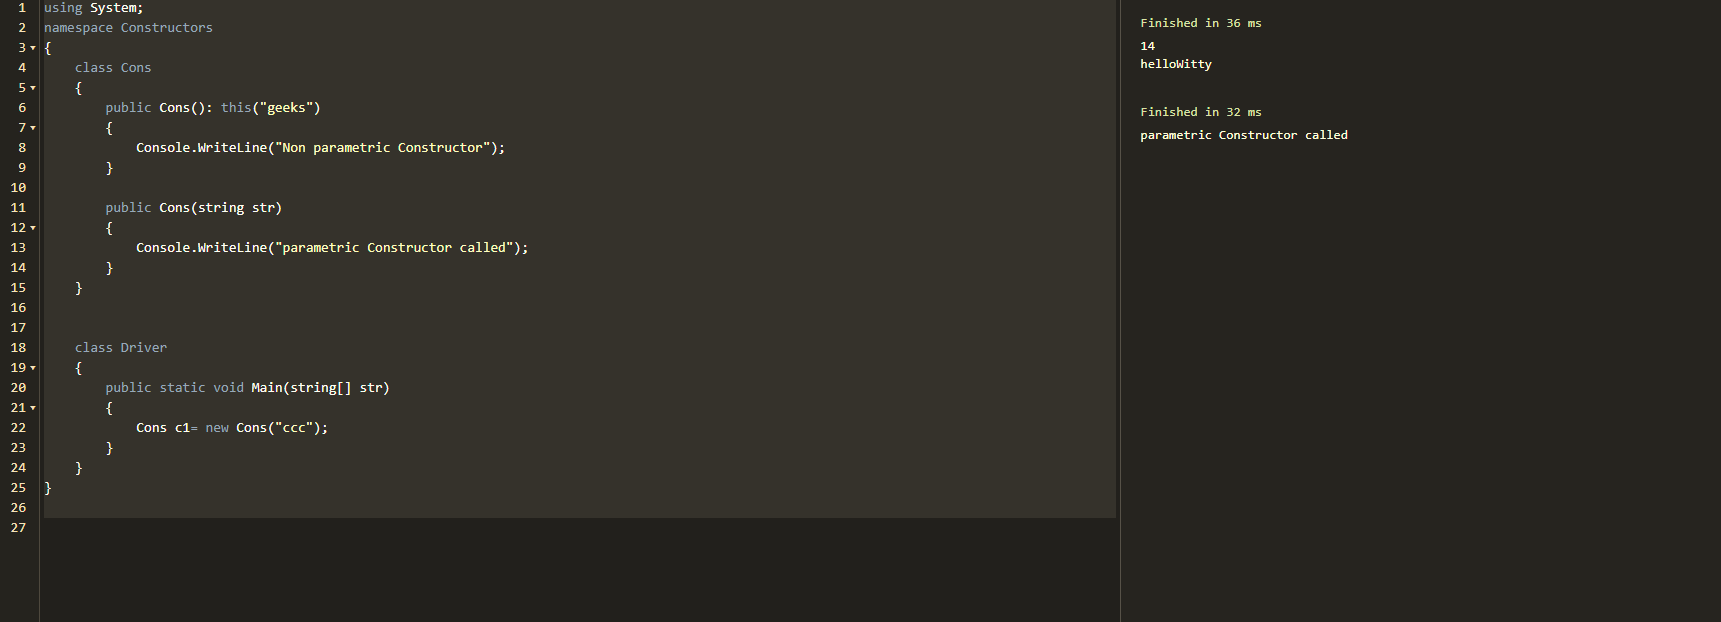 1 using System;
2 namespace Constructors
3 {
4 class Cons
5 {
6 public Cons(): this("geeks")
7 {
8 Console.WriteLine("Non parametric Constructor");
9 }
10
11 public Cons(string str)
12 {
13 Console.WriteLine("parametric Constructor called");
14 }
15 }
16
17
18 class Driver
19 {
20 public static void Main(string[] str)
21 {
22 Cons c1= new Cons("ccc");
23 }
24 }
25 }
26
27
Finished in 36 ms
14
helloWitty
Finished in 32 ms
parametric Constructor called